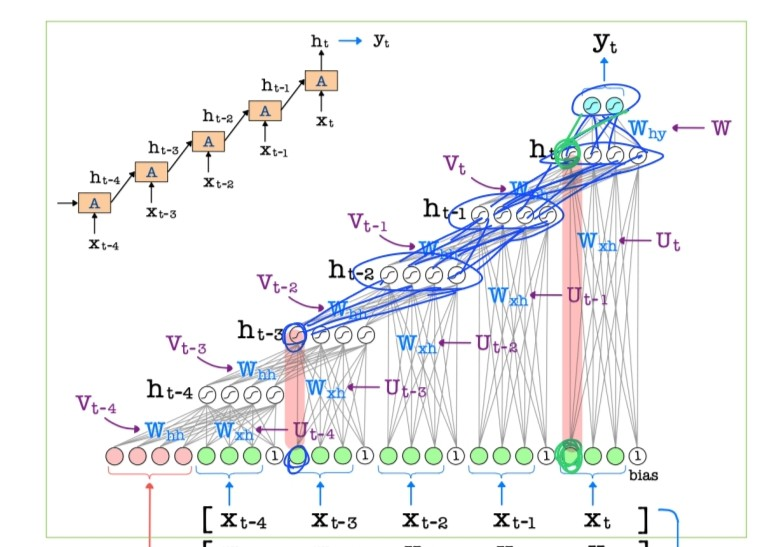 ht → yt
A
ht-1
A
xt
ht-2
A
xt-1
ht-3
A
xt-2
ht-4
A
xt-3
xt-4
yt
Why ← W
ht
Vt
Whh
ht-1
Wxh ← Ut
Vt-1
Whh
ht-2
Wxh ← Ut-1
Vt-2
Whh
ht-3
Wxh ← Ut-2
Vt-3
Whh
ht-4
Wxh ← Ut-3
Vt-4
Whh
Wxh ← Ut-4
1 1 1 1 1
bias
[ xt-4 xt-3 xt-2 xt-1 xt ]